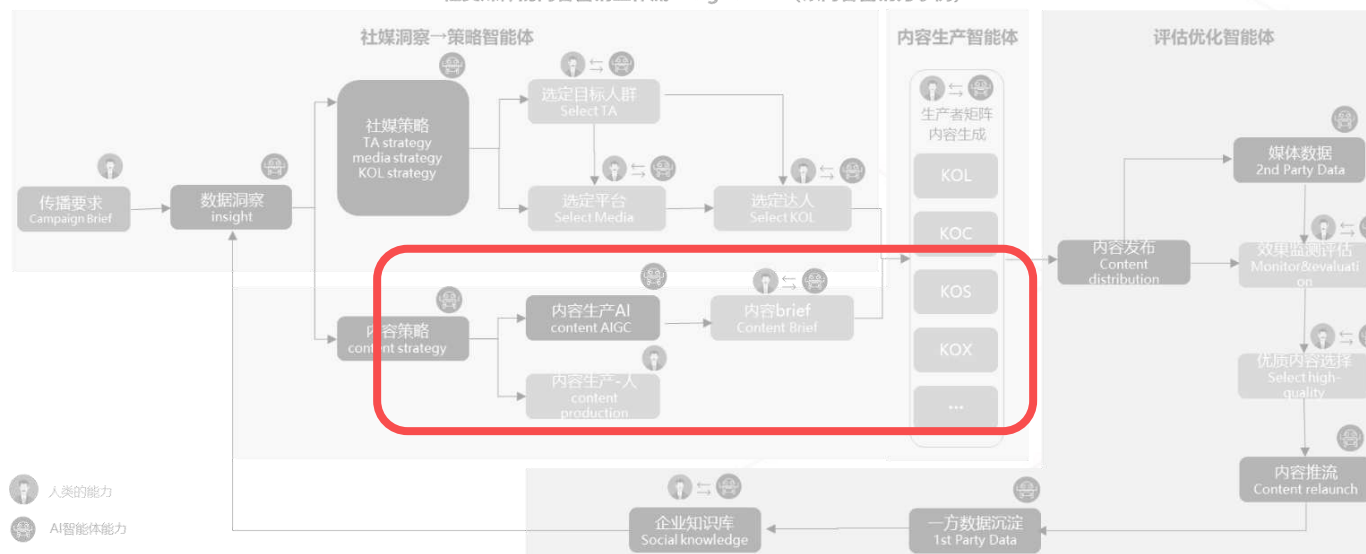 社媒洞察→策略智能体
内容生产智能体
评估优化智能体
传播要求
Campaign Brief
数据洞察
insight
社媒策略
TA strategy
media strategy
KOL strategy
选定目标人群
Select TA
选定平台
Select Media
选定达人
Select KOL
内容策略
content strategy
内容生产AI
content AIGC
内容brief
Content Brief
内容生产-人
content
production
生产者矩阵
内容生成
KOL
KOC
KOS
KOX
...
内容发布
Content
distribution
媒体数据
2nd Party Data
效果监测评估
Monitor&evaluati
on
优质内容选择
Select high-
quality
内容推流
Content relaunch
一方数据沉淀
1st Party Data
企业知识库
Social knowledge
人类的能力
AI智能体能力